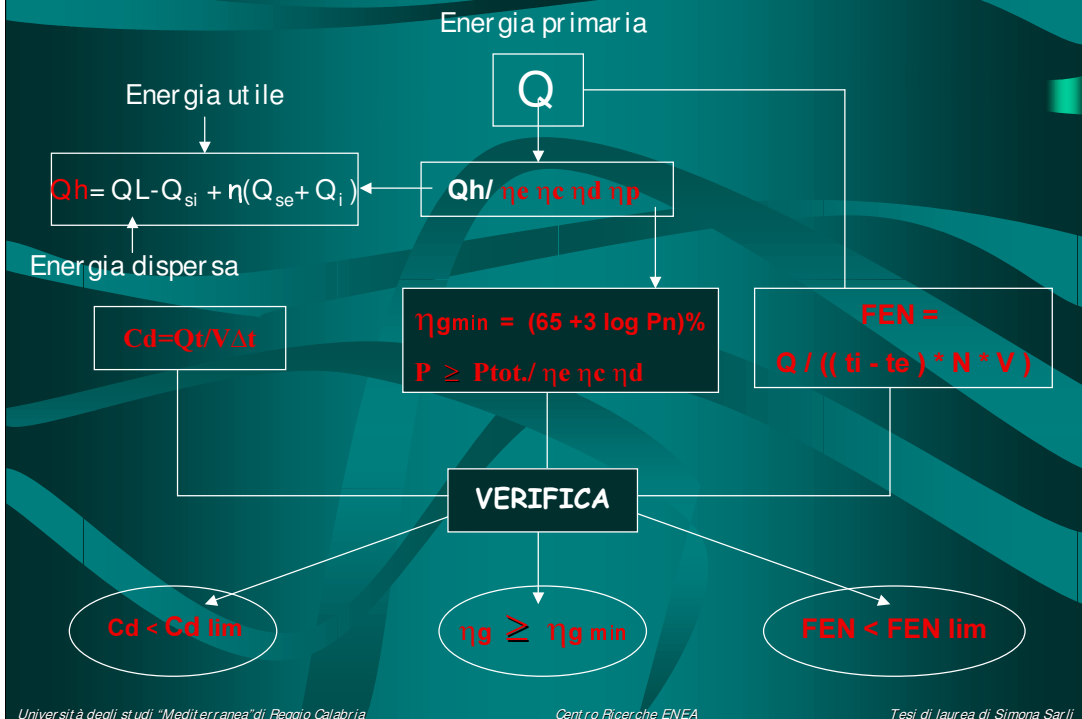 Energia primaria
Q
Energia utile
Qh= QL-Qsi + η(Qse+ Qi )
Qh/ ηe ηc ηd ηp
Energia dispersa
Cd=Qt/VΔt
ηgmin = (65 +3 log Pn)%
P ≥ Ptot./ ηe ηc ηd
FEN =
Q / (( ti - te ) * N * V )
VERIFICA
Cd < Cd lim
ηg ≥ ηg min
FEN < FEN lim
Università degli studi “Mediterranea”di Reggio Calabria
Centro Ricerche ENEA
Tesi di laurea di Simona Sarli